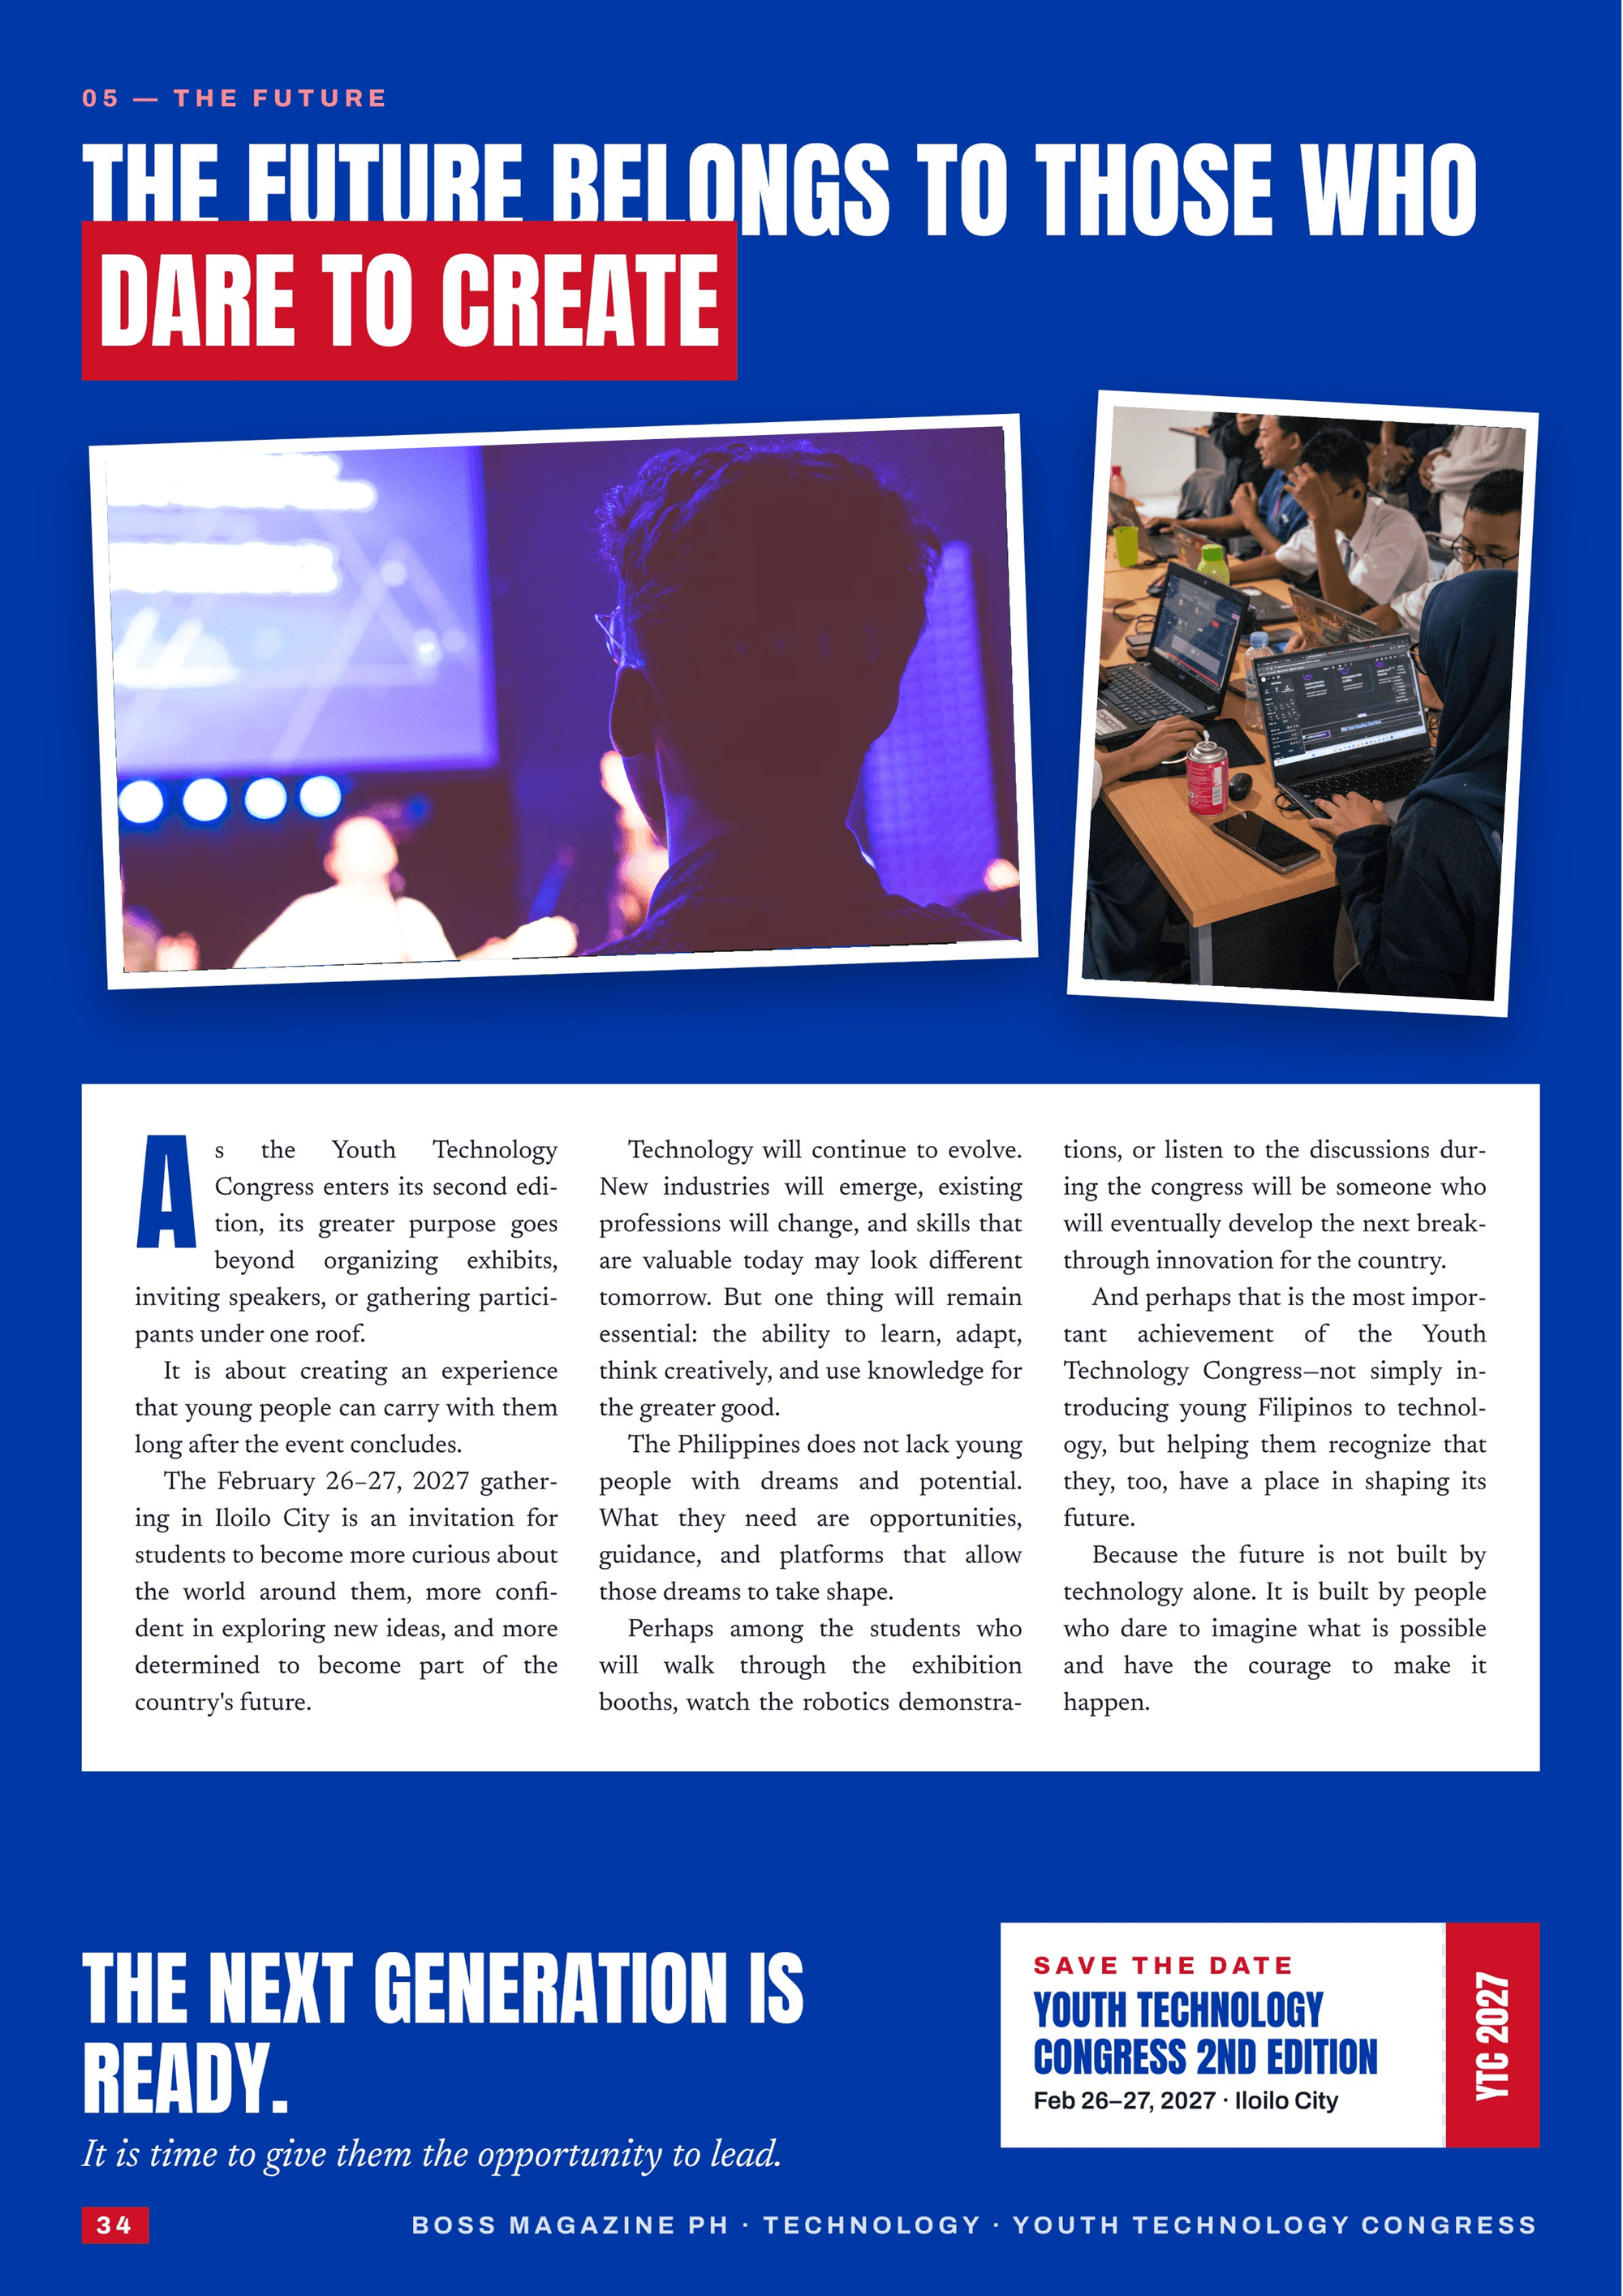 05 — THE FUTURE
THE FUTURE BELONGS TO THOSE WHO
DARE TO CREATE
As the Youth Technology
Congress enters its second edi-
tion, its greater purpose goes
beyond organizing exhibits,
inviting speakers, or gathering partici-
pants under one roof.
It is about creating an experience
that young people can carry with them
long after the event concludes.
The February 26–27, 2027 gather-
ing in Iloilo City is an invitation for
students to become more curious about
the world around them, more confi-
dent in exploring new ideas, and more
determined to become part of the
country's future.
Technology will continue to evolve.
New industries will emerge, existing
professions will change, and skills that
are valuable today may look different
tomorrow. But one thing will remain
essential: the ability to learn, adapt,
think creatively, and use knowledge for
the greater good.
The Philippines does not lack young
people with dreams and potential.
What they need are opportunities,
guidance, and platforms that allow
those dreams to take shape.
Perhaps among the students who
will walk through the exhibition
booths, watch the robotics demonstra-
tions, or listen to the discussions dur-
ing the congress will be someone who
will eventually develop the next break-
through innovation for the country.
And perhaps that is the most impor-
tant achievement of the Youth
Technology Congress—not simply in-
troducing young Filipinos to technol-
ogy, but helping them recognize that
they, too, have a place in shaping its
future.
Because the future is not built by
technology alone. It is built by people
who dare to imagine what is possible
and have the courage to make it
happen.
THE NEXT GENERATION IS
READY.
It is time to give them the opportunity to lead.
SAVE THE DATE
YOUTH TECHNOLOGY
CONGRESS 2ND EDITION
Feb 26–27, 2027 · Iloilo City
YTC 2027
34
BOSS MAGAZINE PH · TECHNOLOGY · YOUTH TECHNOLOGY CONGRESS